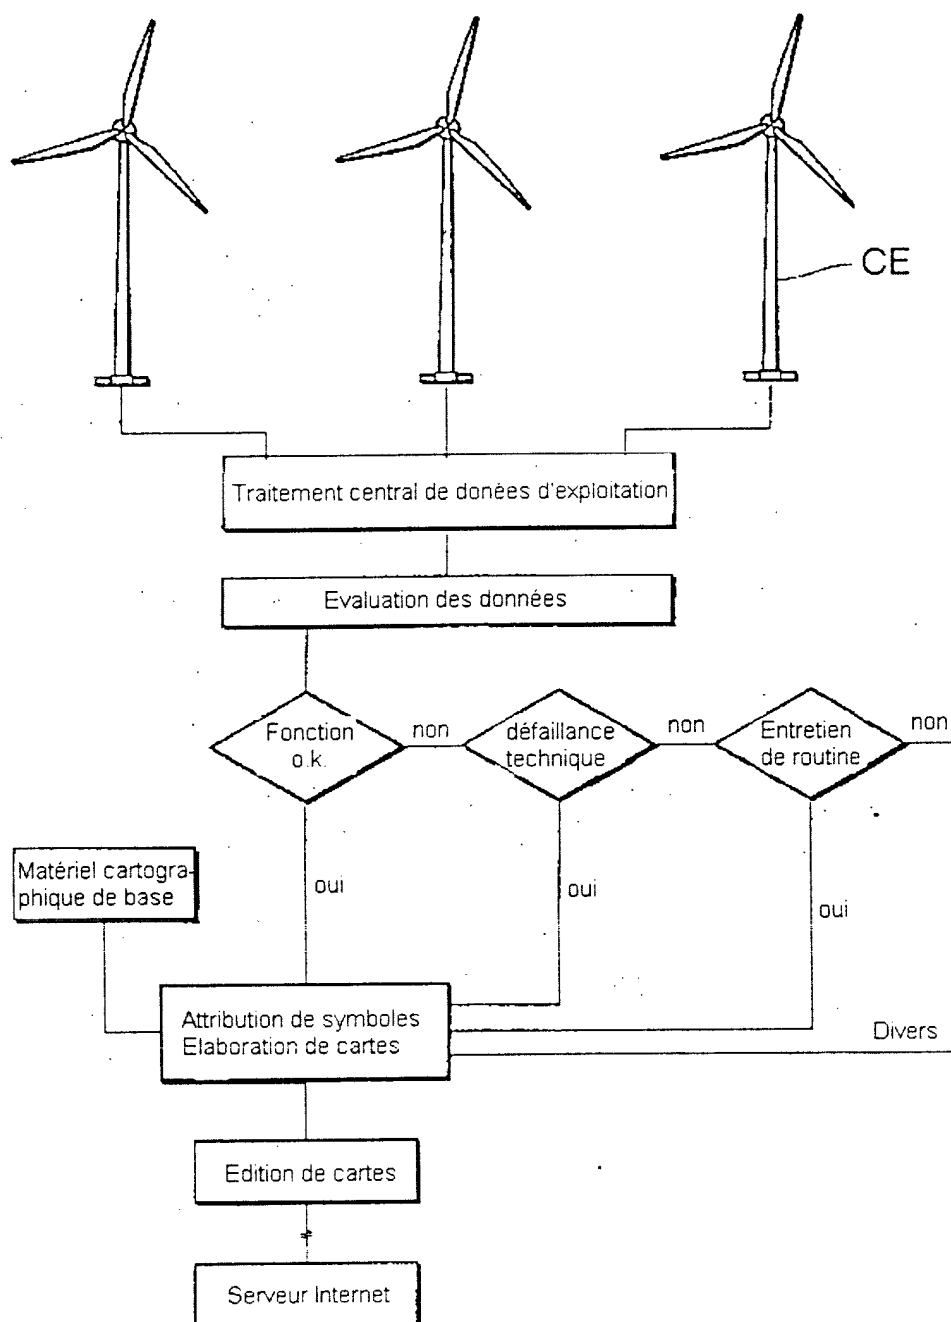 CE
Traitement central de donées d'exploitation
Evaluation des données
Fonction
o.k.
non
défaillance
technique
non
Entretien
de routine
non
Matériel cartogra-
phique de base
oui
oui
oui
Attribution de symboles
Elaboration de cartes
Divers
Edition de cartes
Serveur Internet